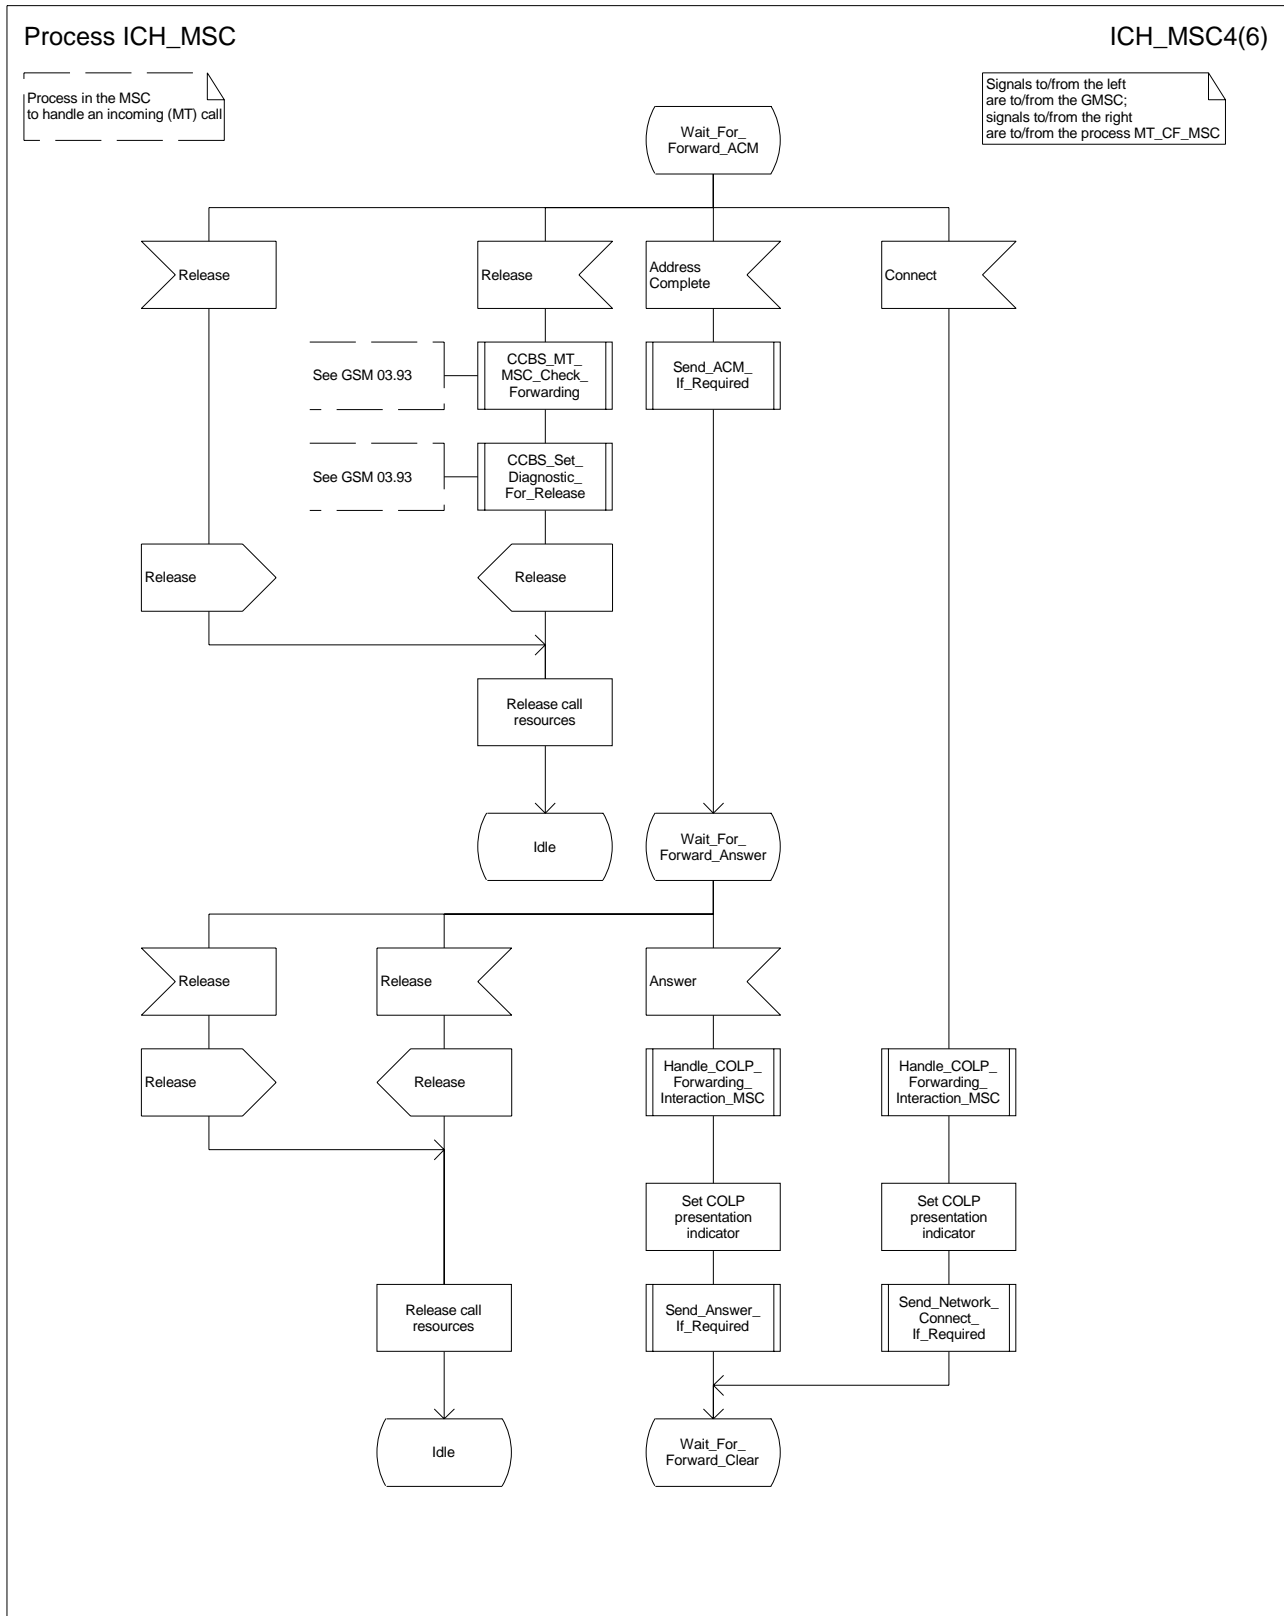 Process ICH_MSC
ICH_MSC4(6)
Process in the MSC
to handle an incoming (MT) call
Signals to/from the left
are to/from the GMSC;
signals to/from the right
are to/from the process MT_CF_MSC
Wait_For_
Forward_ACM
Release
Release
Address
Complete
Connect
See GSM 03.93
CCBS_MT_
MSC_Check_
Forwarding
Send_ACM_
If_Required
See GSM 03.93
CCBS_Set_
Diagnostic_
For_Release
Release
Release
Release call
resources
Idle
Wait_For_
Forward_Answer
Release
Release
Answer
Release
Release
Handle_COLP_
Forwarding_
Interaction_MSC
Handle_COLP_
Forwarding_
Interaction_MSC
Set COLP
presentation
indicator
Set COLP
presentation
indicator
Release call
resources
Send_Answer_
If_Required
Send_Network_
Connect_
If_Required
Idle
Wait_For_
Forward_Clear